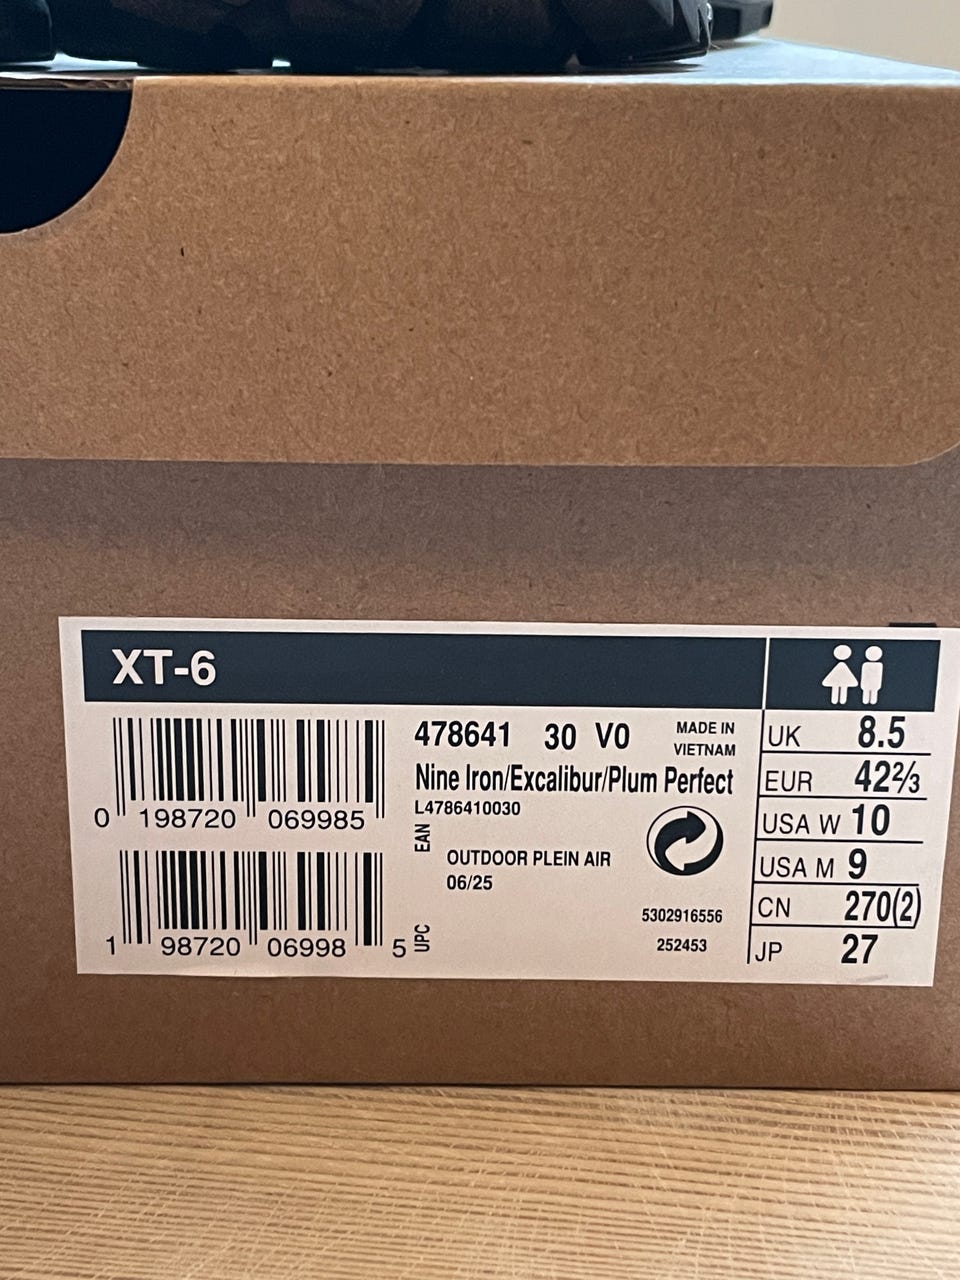 XT-6
0 198720 069985
1 98720 06998 5
EAN
UPC
478641 30 V0
MADE IN
VIETNAM
Nine Iron/Excalibur/Plum Perfect
L4786410030
OUTDOOR PLEIN AIR
06/25
5302916556
252453
UK 8.5
EUR 42⅔
USA W 10
USA M 9
CN 270(2)
JP 27